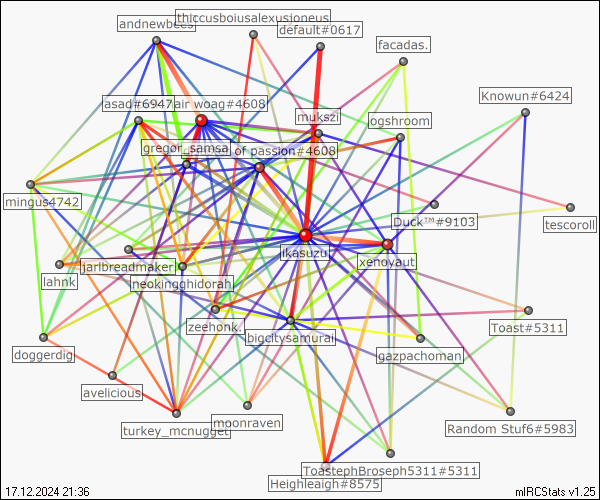 thiccusboiusalexusioneus
andnewbees
default#0617
facadas.
Knowun#6424
asad#6947
air woag#4608
mukszi
ogshroom
gregor_samsa
of passion#4608
mingus4742
Duck™#9103
tescoroll
ikasuzu
xenovaut
jarlbreadmaker
lahnk
neokingghidorah
zeehonk.
bigcitysamurai
Toast#5311
doggerdig
gazpachoman
avelicious
moonraven
turkey_mcnugget
Random Stuf6#5983
ToastephBroseph5311#5311
Heighleaigh#8575
17.12.2024 21:36
mIRCStats v1.25